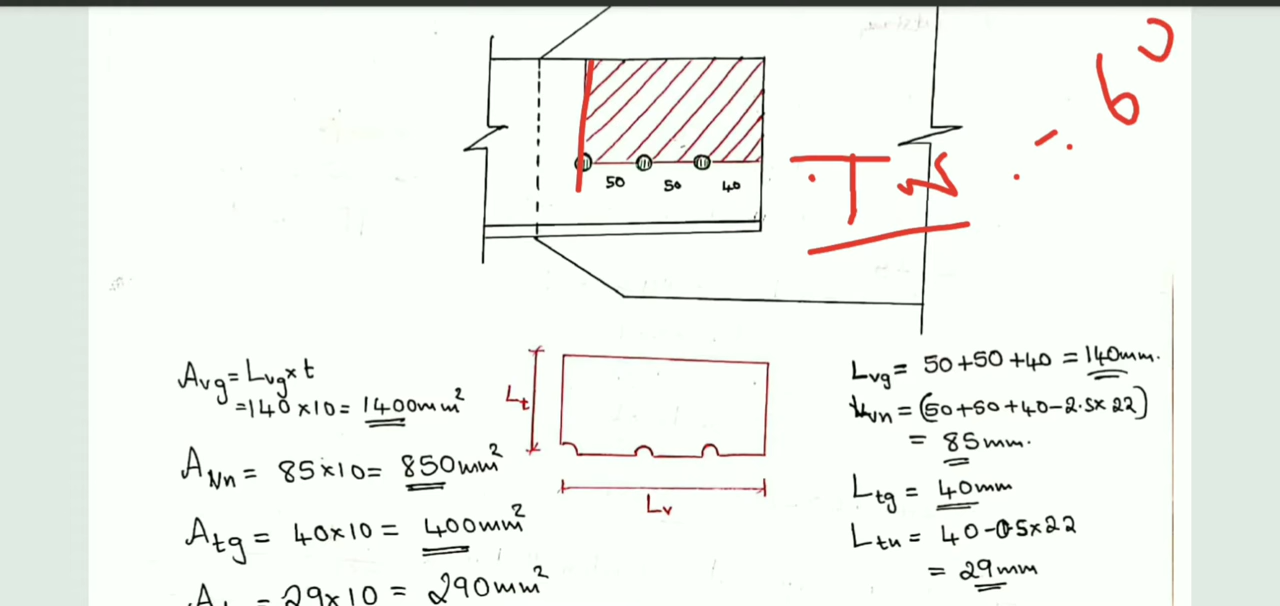 50 50 40
Avg = Lvg × t
= 140 × 10 = 1400mm²
Ltg
Lt
Lvg = 50 + 50 + 40 = 140mm.
Lvn = (50+50+40-2.5×22)
= 85mm.
ANn = 85×10 = 850mm²
Lv
Ltg = 40mm
Atg = 40×10 = 400mm²
Ltn = 40-0.5×22
= 29mm
= 29×10 = 290mm²